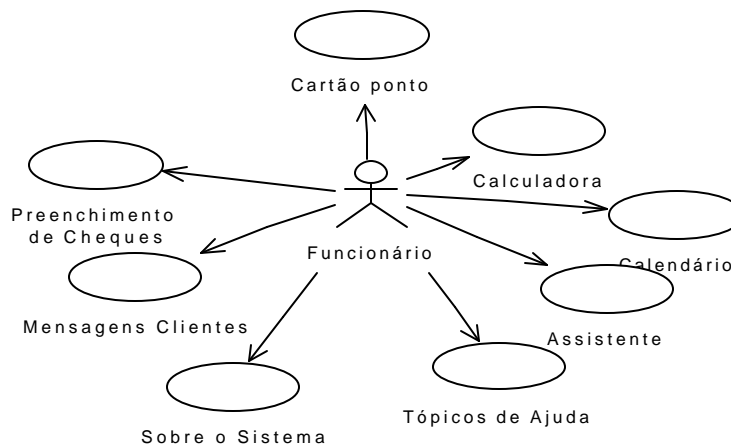 Cartão ponto
Calculadora
Preenchimento
de Cheques
Funcionário
Calendário
Mensagens Clientes
Assistente
Tópicos de Ajuda
Sobre o Sistema